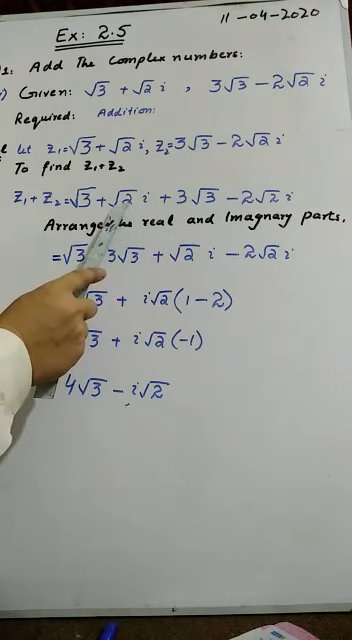 11-04-2020
Ex: 2.5
1: Add The Complex numbers:
) Given: √3 + √2 i , 3√3 - 2√2 i
Required: Addition:
let z₁=√3 + √2 i, z₂=3√3 - 2√2 i
To find z₁+z₂
z₁+z₂ = √3 + √2 i + 3√3 - 2√2 i
Arrange as real and Imagnary parts.
= √3 3√3 + √2 i - 2√2 i
√3 + i√2 (1-2)
√3 + i√2 (-1)
4√3 - i√2